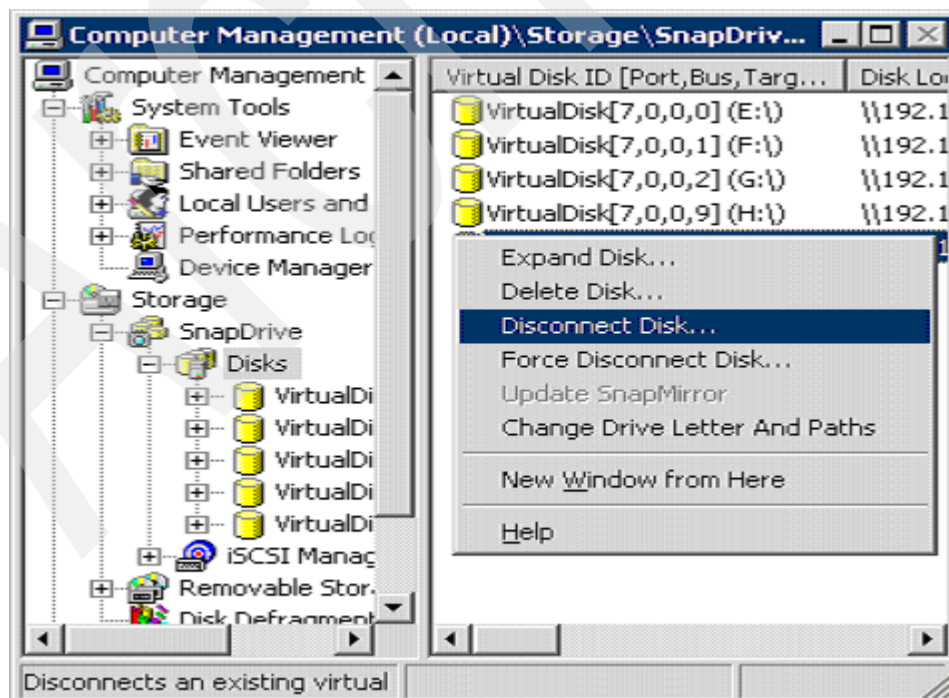 Computer Management (Local)\Storage\SnapDriv...
Computer Management
System Tools
Event Viewer
Shared Folders
Local Users and
Performance Log
Device Manager
Storage
SnapDrive
Disks
VirtualDi
VirtualDi
VirtualDi
VirtualDi
VirtualDi
iSCSI Manag
Removable Stor
Disk Defragment
Virtual Disk ID [Port,Bus,Targ...
Disk Lo
VirtualDisk[7,0,0,0] (E:\)
\\192.1
VirtualDisk[7,0,0,1] (F:\)
\\192.1
VirtualDisk[7,0,0,2] (G:\)
\\192.1
VirtualDisk[7,0,0,9] (H:\)
\\192.1
Expand Disk...
Delete Disk...
Disconnect Disk...
Force Disconnect Disk...
Update SnapMirror
Change Drive Letter And Paths
New Window from Here
Help
Disconnects an existing virtual